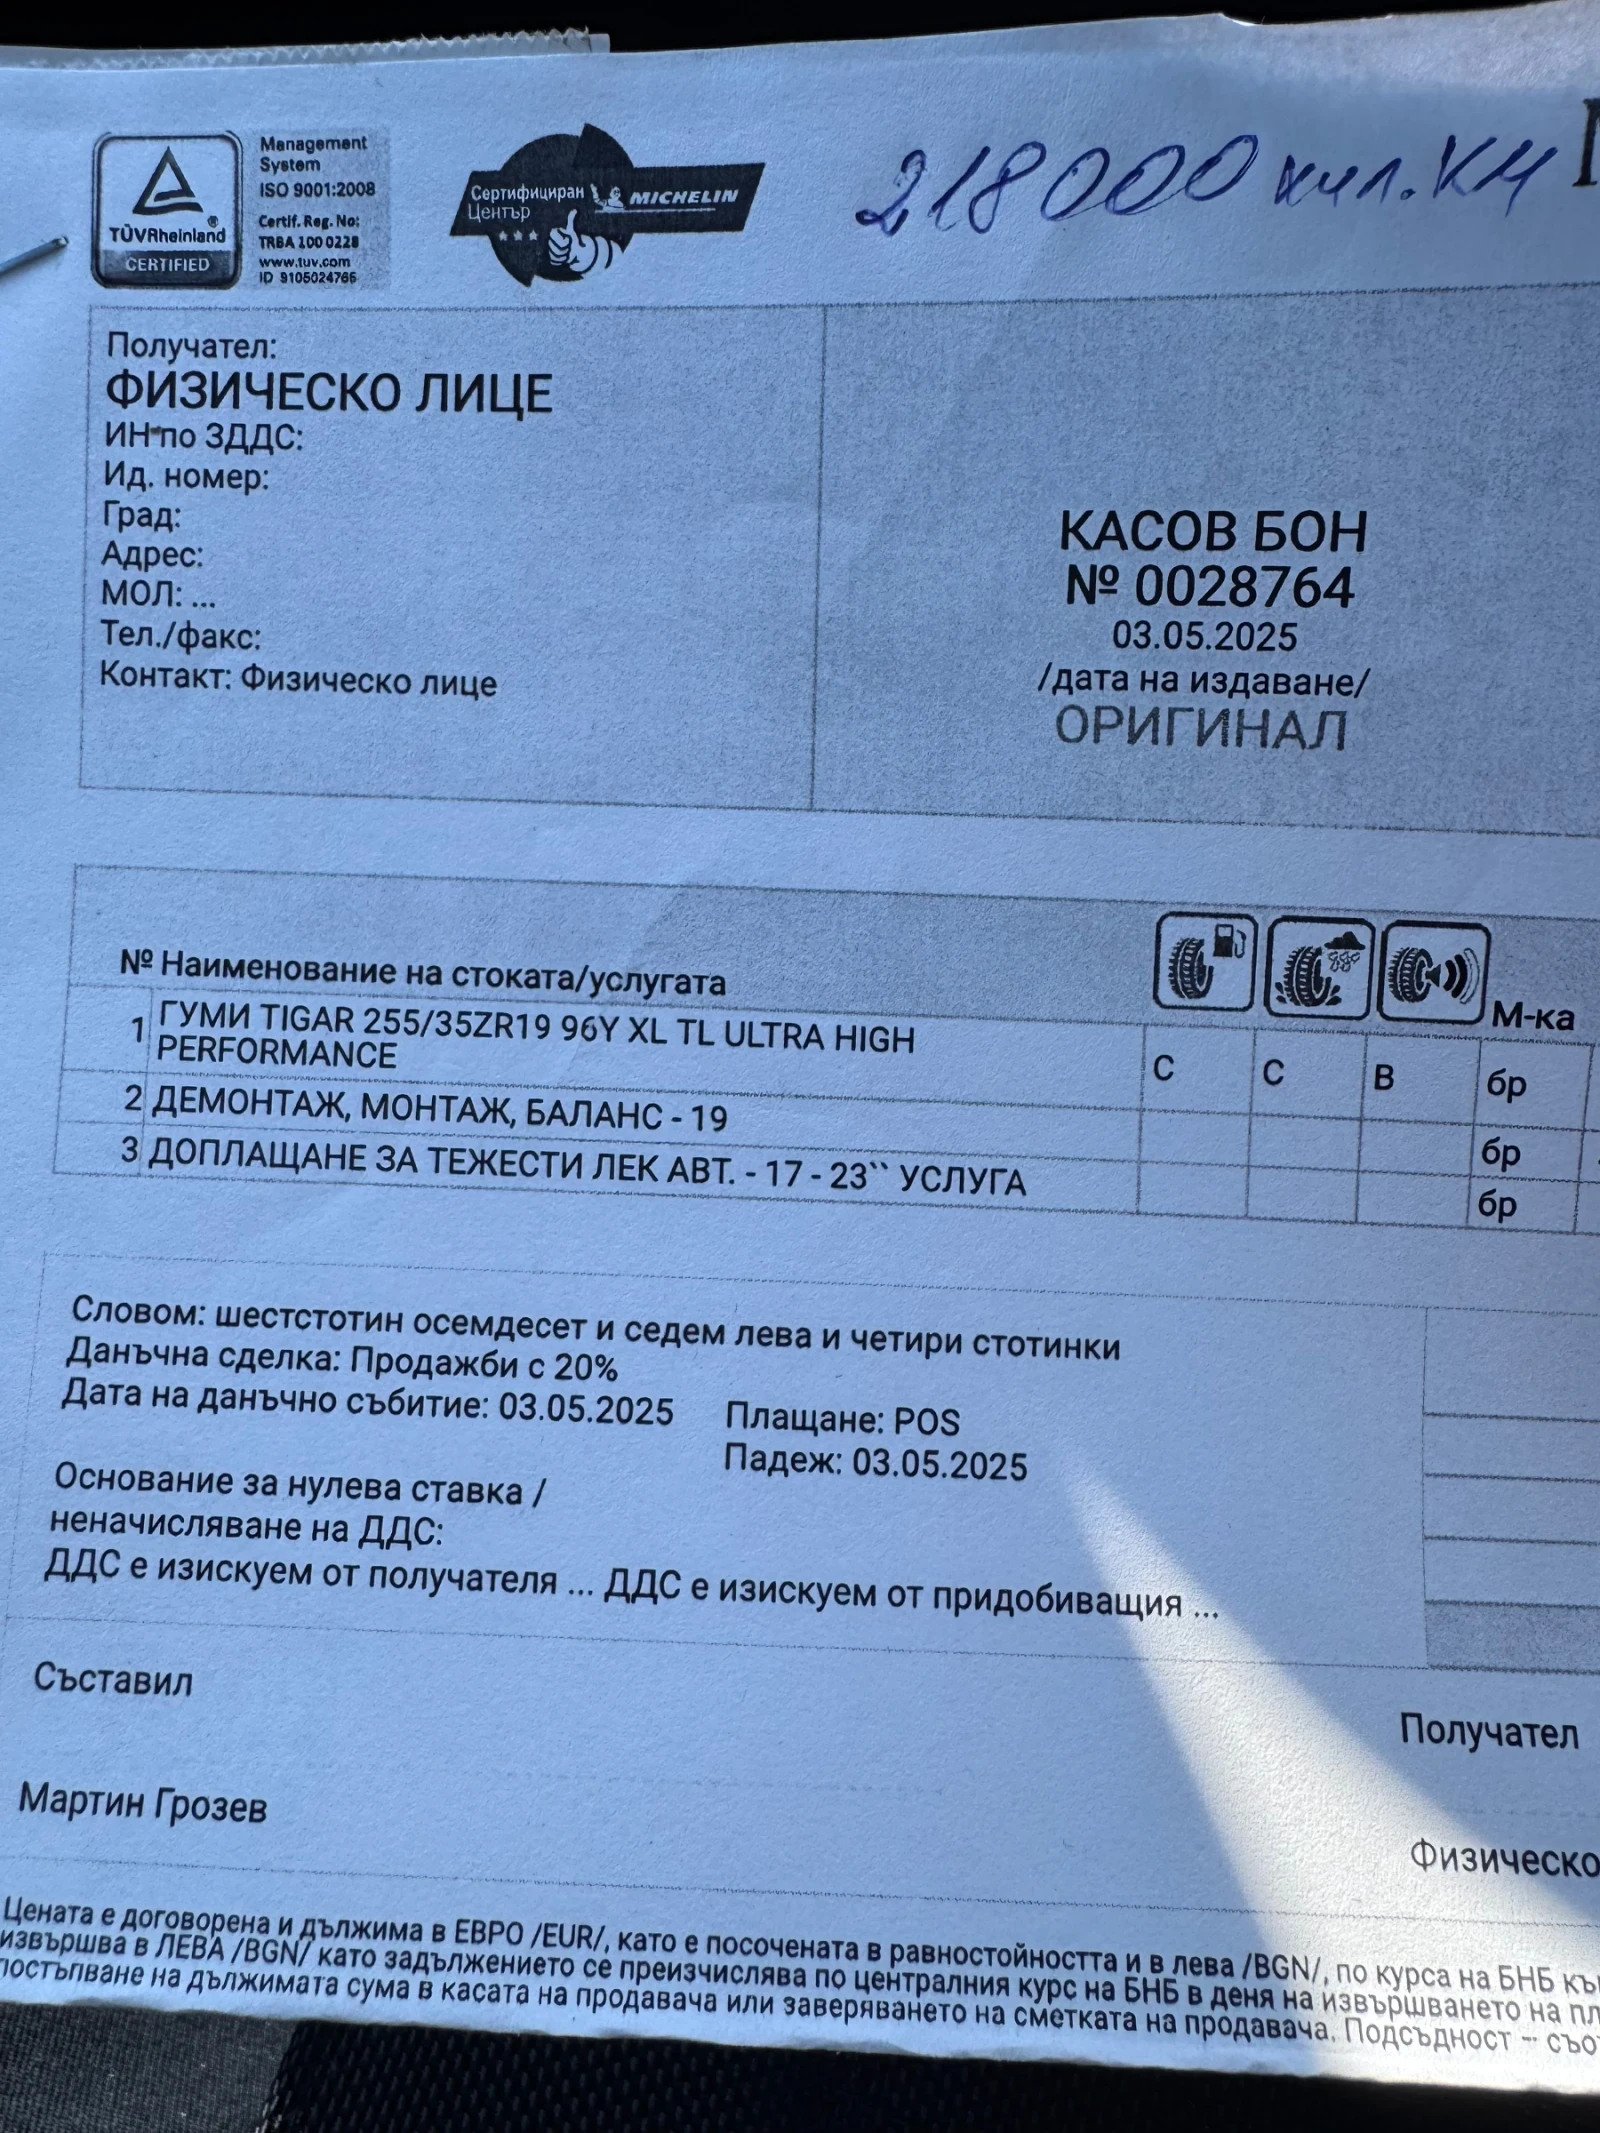 Management
System
ISO 9001:2008
Certif. Reg. No:
TRBA 100 0228
www.tuv.com
ID 9105024766
TÜVRheinland
®
CERTIFIED
Сертифициран
Център
MICHELIN
218000 КМ
Получател:
ФИЗИЧЕСКО ЛИЦЕ
ИН по ЗДДС:
Ид. номер:
Град:
Адрес:
МОЛ: ...
Тел./факс:
Контакт: Физическо лице
КАСОВ БОН
№ 0028764
03.05.2025
/дата на издаване/
ОРИГИНАЛ
№ Наименование на стоката/услугата М-ка
1 ГУМИ TIGAR 255/35ZR19 96Y XL TL ULTRA HIGH
PERFORMANCE C C B бр
2 ДЕМОНТАЖ, МОНТАЖ, БАЛАНС - 19 бр
3 ДОПЛАЩАНЕ ЗА ТЕЖЕСТИ ЛЕК АВТ. - 17 - 23`` УСЛУГА бр
Словом: шестстотин осемдесет и седем лева и четири стотинки
Данъчна сделка: Продажби с 20%
Дата на данъчно събитие: 03.05.2025 Плащане: POS
Падеж: 03.05.2025
Основание за нулева ставка /
неначисляване на ДДС:
ДДС е изискуем от получателя ... ДДС е изискуем от придобиващия ...
Съставил
Получател
Мартин Грозев
Физическо
Цената е договорена и дължима в ЕВРО /EUR/, като е посочената в равностойността и в лева /BGN/, по курса на БНБ къ
извършва в ЛЕВА /BGN/ като задължението се преизчислява по централния курс на БНБ в деня на извършването на пл
постъпване на дължимата сума в касата на продавача или заверяването на сметката на продавача. Подсъдност -- съо